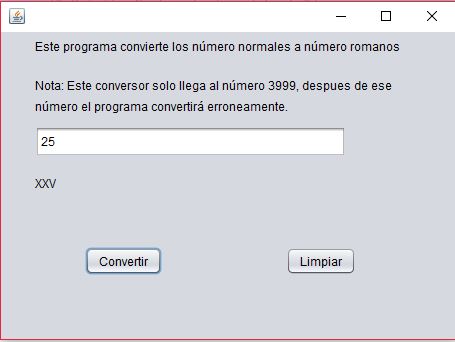 Este programa convierte los número normales a número romanos
Nota: Este conversor solo llega al número 3999, despues de ese
número el programa convertirá erroneamente.
25
XXV
Convertir
Limpiar